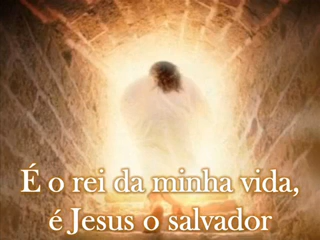 É o rei da minha vida,
é Jesus o salvador